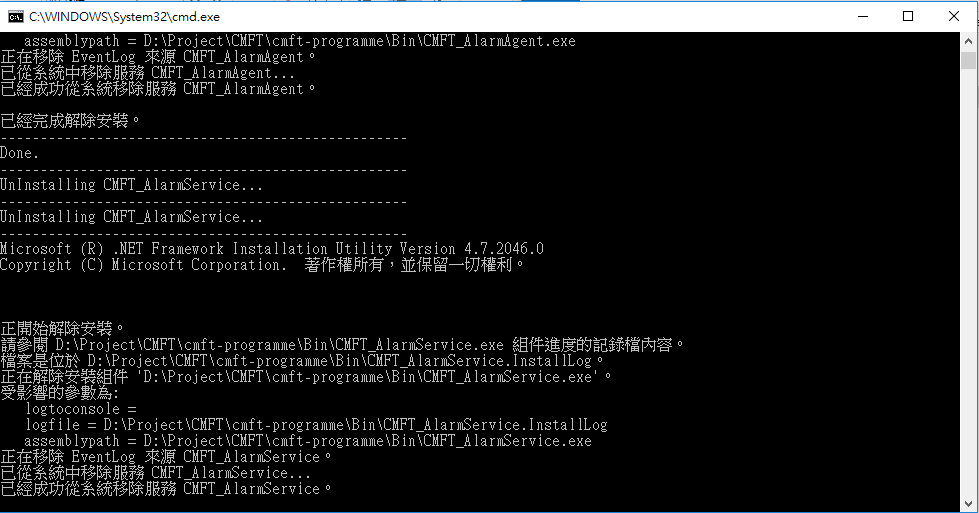 C:\WINDOWS\System32\cmd.exe
assemblypath = D:\Project\CMFT\cmft-programme\Bin\CMFT_AlarmAgent.exe
正在移除 EventLog 來源 CMFT_AlarmAgent。
已從系統中移除服務 CMFT_AlarmAgent...
已經成功從系統移除服務 CMFT_AlarmAgent。
已經完成解除安裝。
---------------------------------------------------
Done.
---------------------------------------------------
UnInstalling CMFT_AlarmService...
---------------------------------------------------
UnInstalling CMFT_AlarmService...
---------------------------------------------------
Microsoft (R) .NET Framework Installation Utility Version 4.7.2046.0
Copyright (C) Microsoft Corporation.  著作權所有，並保留一切權利。
正開始解除安裝。
請參閱 D:\Project\CMFT\cmft-programme\Bin\CMFT_AlarmService.exe 組件進度的記錄檔內容。
檔案是位於 D:\Project\CMFT\cmft-programme\Bin\CMFT_AlarmService.InstallLog。
正在解除安裝組件 'D:\Project\CMFT\cmft-programme\Bin\CMFT_AlarmService.exe'。
受影響的參數為:
logtoconsole =
logfile = D:\Project\CMFT\cmft-programme\Bin\CMFT_AlarmService.InstallLog
assemblypath = D:\Project\CMFT\cmft-programme\Bin\CMFT_AlarmService.exe
正在移除 EventLog 來源 CMFT_AlarmService。
已從系統中移除服務 CMFT_AlarmService...
已經成功從系統移除服務 CMFT_AlarmService。